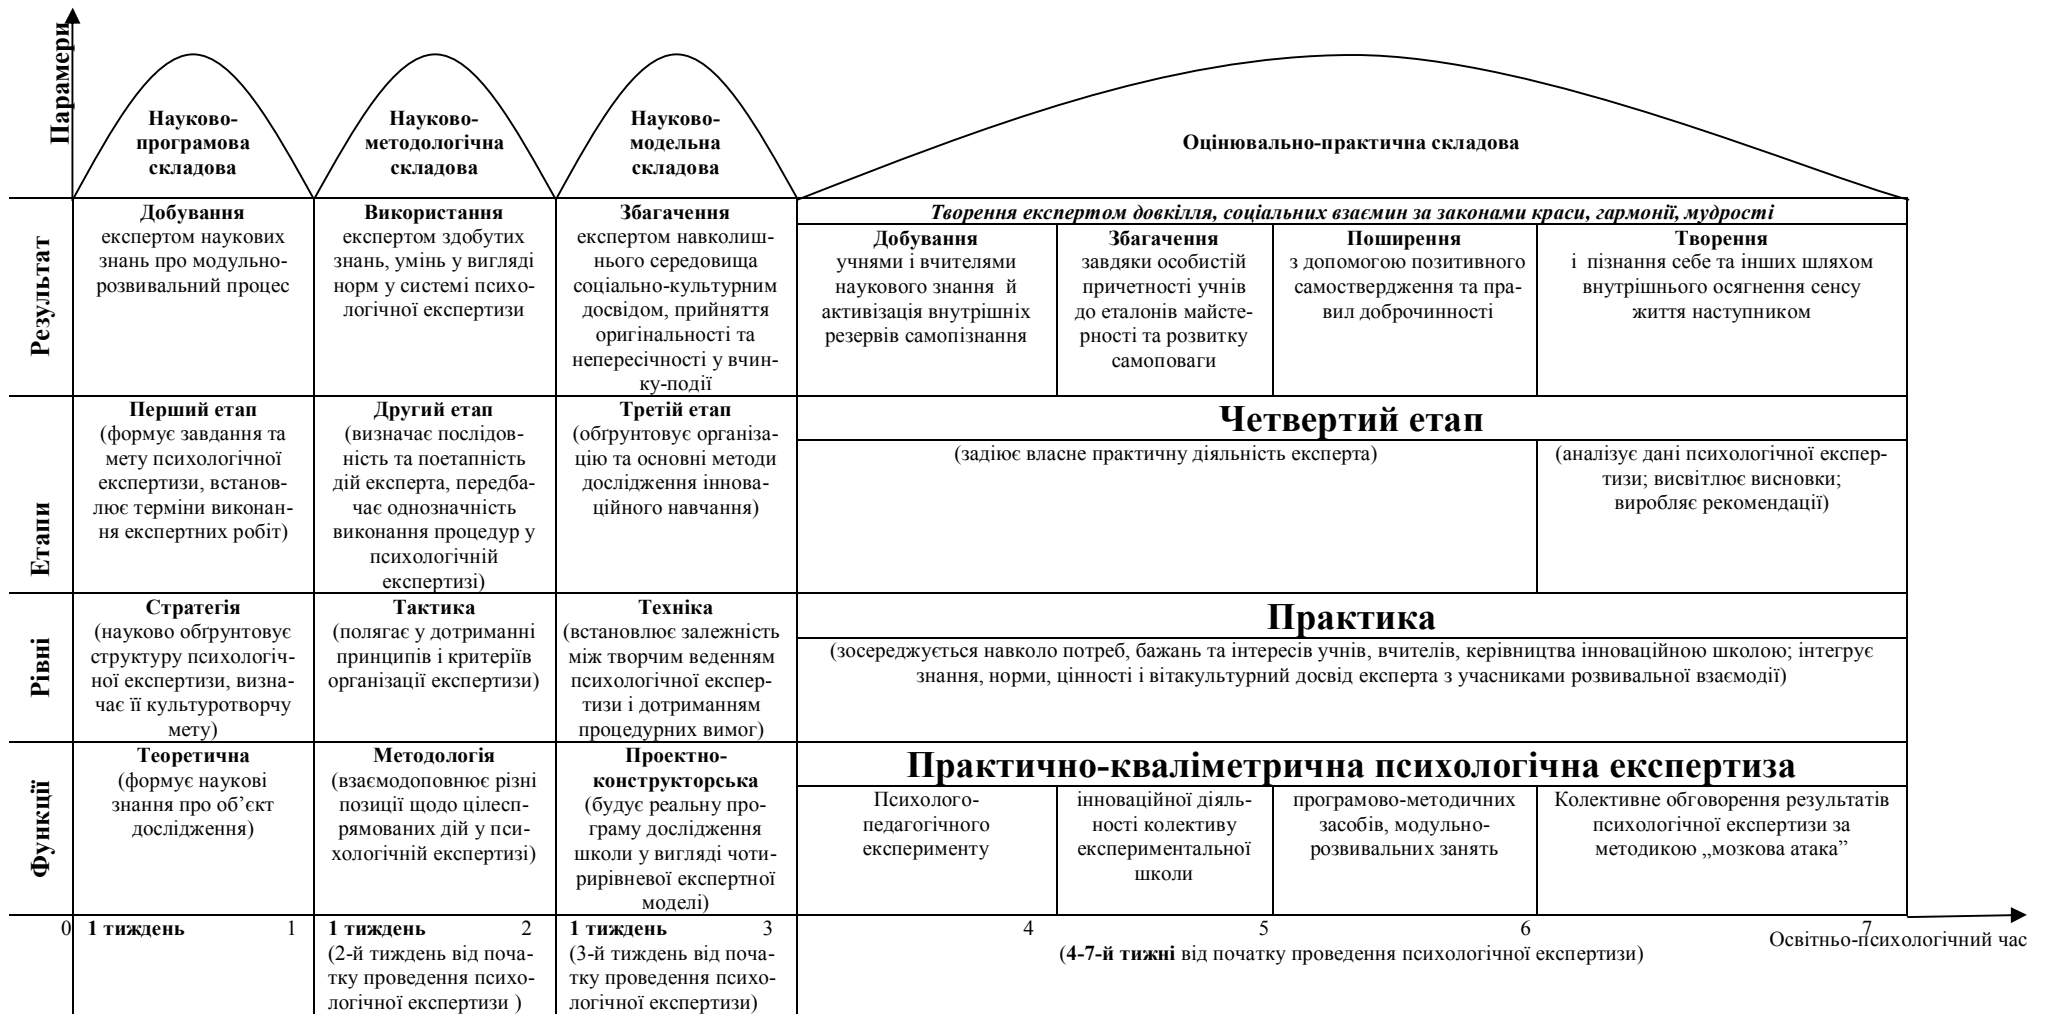 Парамери
Науково-
програмова
складова
Науково-
методологічна
складова
Науково-
модельна
складова
Оцінювально-практична складова
Результат
Добування
експертом наукових
знань про модульно-
розвивальний процес
Використання
експертом здобутих
знань, умінь у вигляді
норм у системі психо-
логічної експертизи
Збагачення
експертом навколиш-
нього середовища
соціально-культурним
досвідом, прийняття
оригінальності та
непересічності у вчин-
ку-події
Творення експертом довкілля, соціальних взаємин за законами краси, гармонії, мудрості
Добування
учнями і вчителями
наукового знання й
активізація внутрішніх
резервів самопізнання
Збагачення
завдяки особистій
причетності учнів
до еталонів майсте-
рності та розвитку
самоповаги
Поширення
з допомогою позитивного
самоствердження та пра-
вил доброчинності
Творення
і пізнання себе та інших шляхом
внутрішнього осягнення сенсу
життя наступником
Етапи
Перший етап
(формує завдання та
мету психологічної
експертизи, встанов-
лює терміни виконан-
ня експертних робіт)
Другий етап
(визначає послідов-
ність та поетапність
дій експерта, передба-
чає однозначність
виконання процедур у
психологічній
експертизі)
Третій етап
(обґрунтовує організа-
цію та основні методи
дослідження іннова-
ційного навчання)
Четвертий етап
(задіює власне практичну діяльність експерта)
(аналізує дані психологічної експер-
тизи; висвітлює висновки;
виробляє рекомендації)
Рівні
Стратегія
(науково обґрунтовує
структуру психологіч-
ної експертизи, визна-
чає її культуротворчу
мету)
Тактика
(полягає у дотриманні
принципів і критеріїв
організації експертизи)
Техніка
(встановлює залежність
між творчим веденням
психологічної експер-
тизи і дотриманням
процедурних вимог)
Практика
(зосереджується навколо потреб, бажань та інтересів учнів, вчителів, керівництва інноваційною школою; інтегрує
знання, норми, цінності і вітакультурний досвід експерта з учасниками розвивальної взаємодії)
Функції
Теоретична
(формує наукові
знання про об’єкт
дослідження)
Методологія
(взаємодоповнює різні
позиції щодо цілесп-
рямованих дій у пси-
хологічній експертизі)
Проектно-
конструкторська
(будує реальну про-
граму дослідження
школи у вигляді чоти-
рирівневої експертної
моделі)
Практично-кваліметрична психологічна експертиза
Психолого-
педагогічного
експерименту
інноваційної діяль-
ності колективу
експериментальної
школи
програмово-методичних
засобів, модульно-
розвивальних занять
Колективне обговорення результатів
психологічної експертизи за
методикою „мозкова атака”
0 1 тиждень 1
1 тиждень 2
(2-й тиждень від поча-
тку проведення психо-
логічної експертизи )
1 тиждень 3
(3-й тиждень від поча-
тку проведення психо-
логічної експертизи)
4 5 6 7
(4-7-й тижні від початку проведення психологічної експертизи)
Освітньо-психологічний час